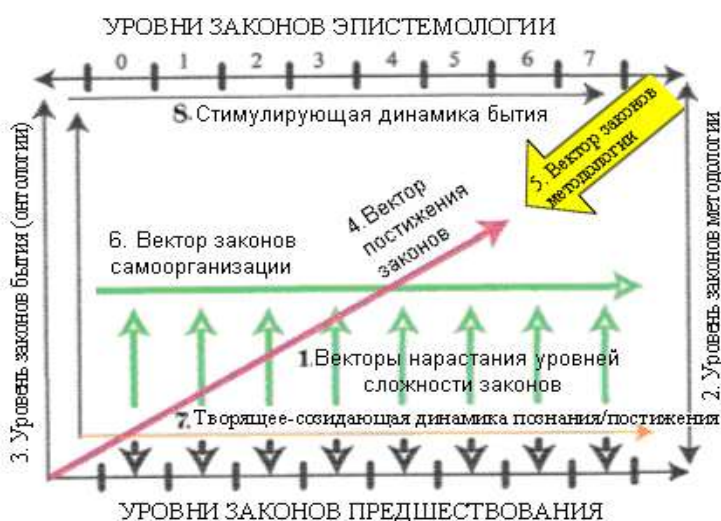 УРОВНИ ЗАКОНОВ ЭПИСТЕМОЛОГИИ
0 1 2 3 4 5 6 7
8. Стимулирующая динамика бытия
5. Вектор законов
методологии
3. Уровень законов бытия (онтологии)
2. Уровень законов методологии
4. Вектор
постижения
законов
6. Вектор законов
самоорганизации
1. Векторы нарастания уровней
сложности законов
7. Творящее-созидающая динамика познания/постижения
УРОВНИ ЗАКОНОВ ПРЕДШЕСТВОВАНИЯ